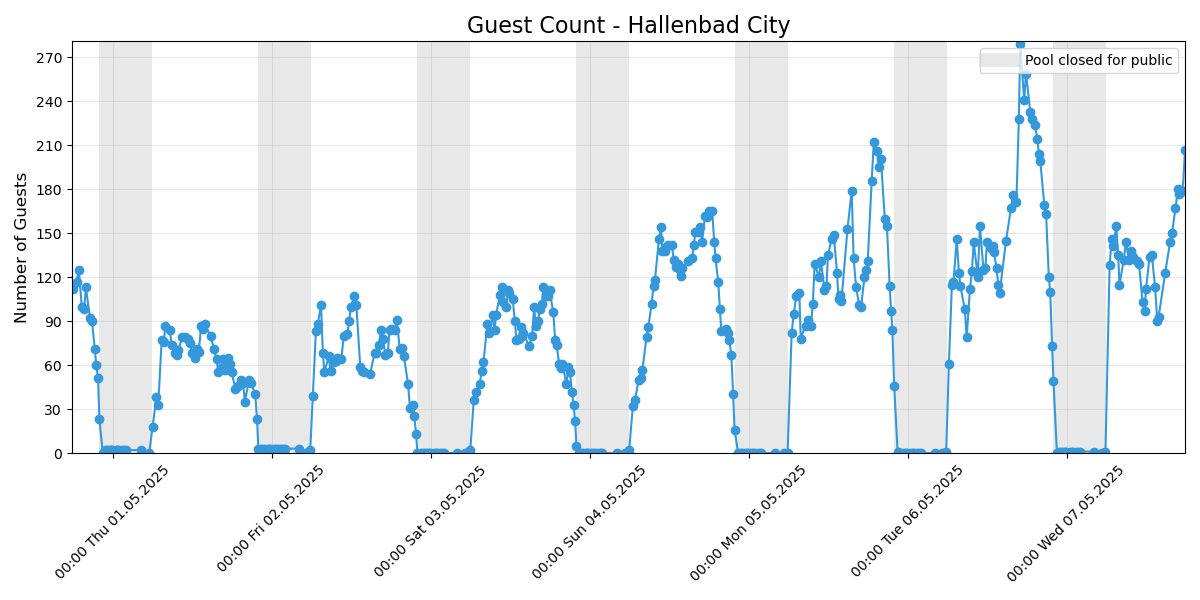 Guest Count - Hallenbad City
Pool closed for public
Number of Guests
270
240
210
180
150
120
90
60
30
0
00:00 Thu 01.05.2025
00:00 Fri 02.05.2025
00:00 Sat 03.05.2025
00:00 Sun 04.05.2025
00:00 Mon 05.05.2025
00:00 Tue 06.05.2025
00:00 Wed 07.05.2025